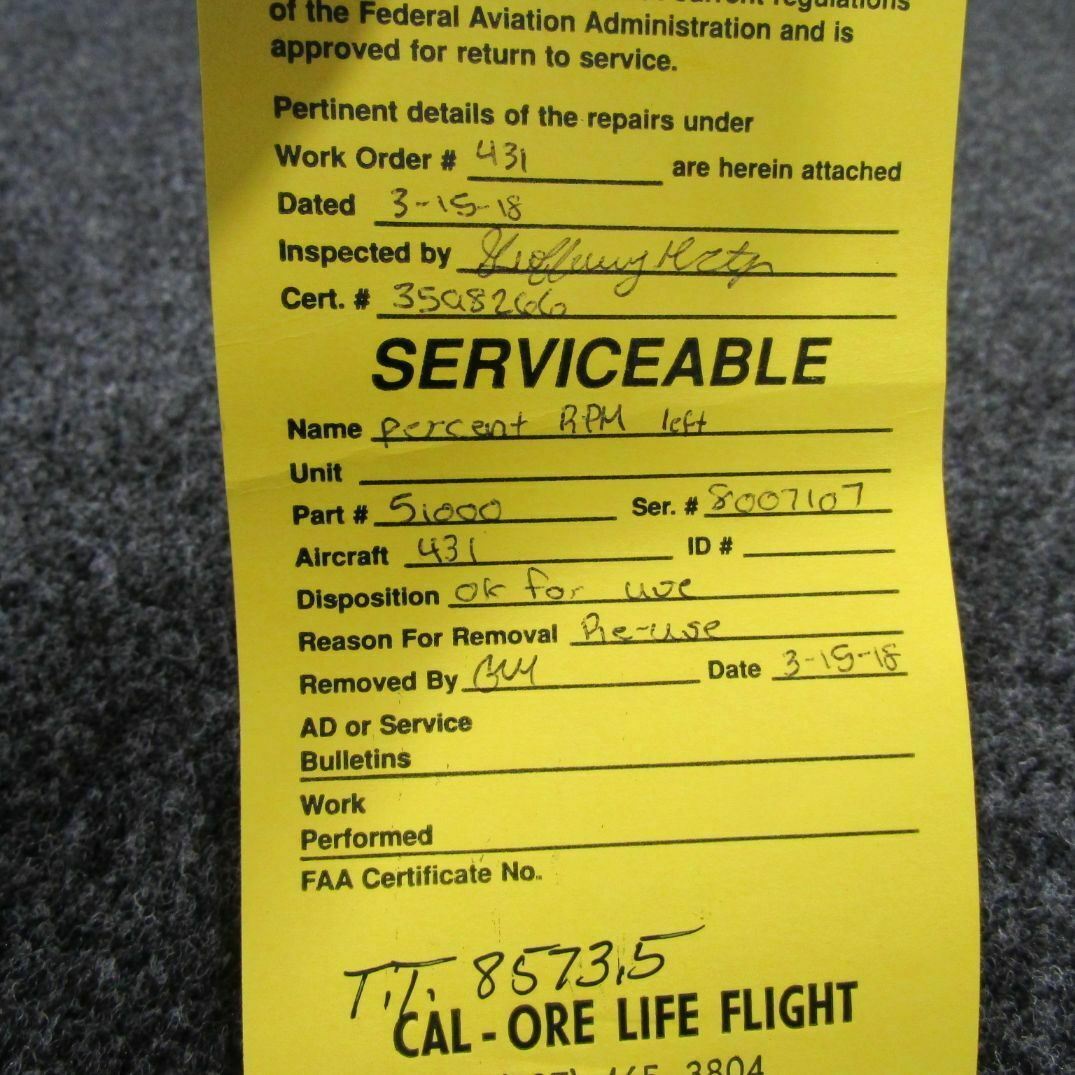 regulations
of the Federal Aviation Administration and is
approved for return to service.
Pertinent details of the repairs under
Work Order # 431 are herein attached
Dated 3-15-18
Inspected by
Cert. # 3598266
SERVICEABLE
Name percent RPM left
Unit
Part # 51000 Ser. # 8007107
Aircraft 431 ID #
Disposition ok for use
Reason For Removal Re-use
Removed By Date 3-15-18
AD or Service
Bulletins
Work
Performed
FAA Certificate No.
T.T. 8573.5
CAL-ORE LIFE FLIGHT
3804